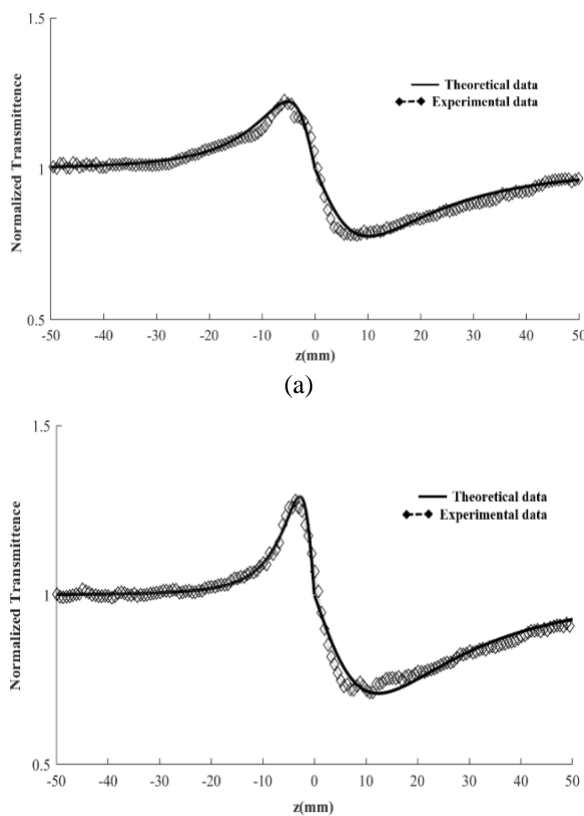 1.5
Theoretical data
Experimental data
1
Normalized Transmittence
0.5
-50 -40 -30 -20 -10 0 10 20 30 40 50
z(mm)
(a)
1.5
Theoretical data
Experimental data
1
Normalized Transmittence
0.5
-50 -40 -30 -20 -10 0 10 20 30 40 50
z(mm)